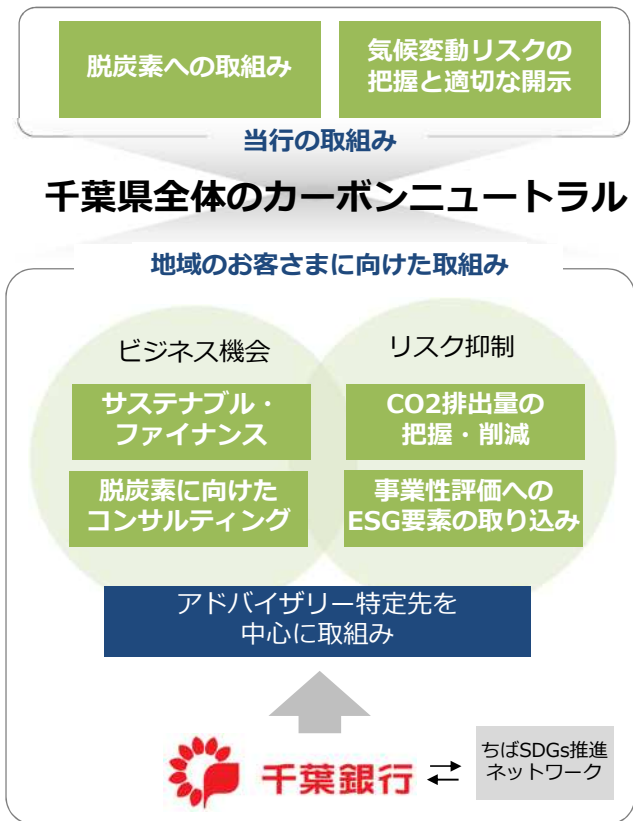 脱炭素への取組み
気候変動リスクの
把握と適切な開示
当行の取組み
千葉県全体のカーボンニュートラル
地域のお客さまに向けた取組み
ビジネス機会
リスク抑制
サステナブル・
ファイナンス
CO2排出量の
把握・削減
脱炭素に向けた
コンサルティング
事業性評価への
ESG要素の取り込み
アドバイザリー特定先を
中心に取組み
千葉銀行
ちばSDGs推進
ネットワーク